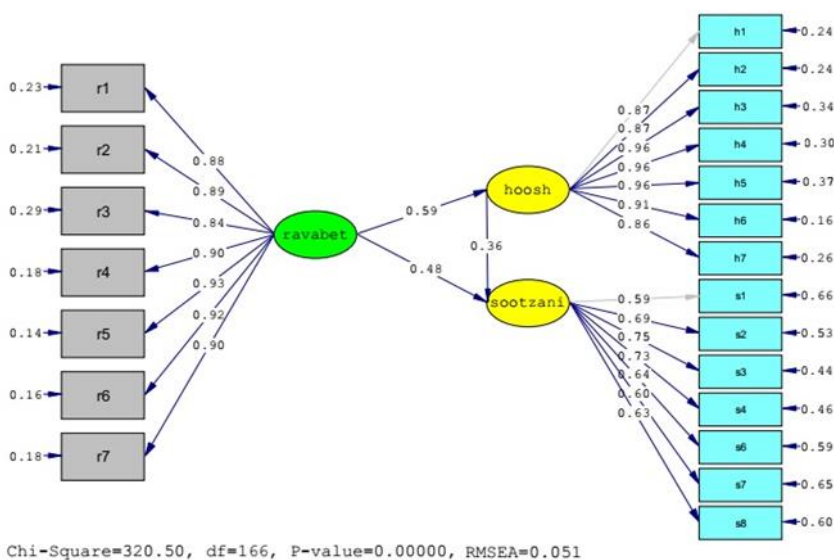 0.23 r1
0.21 r2
0.29 r3
0.18 r4
0.14 r5
0.16 r6
0.18 r7
0.88
0.89
0.84
0.90
0.93
0.92
0.90
ravabet
0.59
0.48
hoosh
0.36
sootzani
0.87
0.87
0.96
0.96
0.96
0.91
0.86
0.59
0.69
0.75
0.73
0.64
0.60
0.63
h1 0.24
h2 0.24
h3 0.34
h4 0.30
h5 0.37
h6 0.16
h7 0.26
s1 0.66
s2 0.53
s3 0.44
s4 0.46
s6 0.59
s7 0.65
s8 0.60
Chi-Square=320.50, df=166, P-value=0.00000, RMSEA=0.051